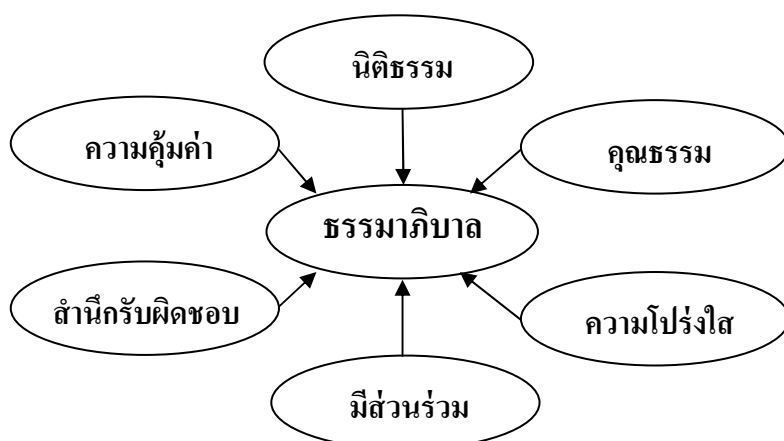 นิติธรรม
ความคุ้มค่า
คุณธรรม
ธรรมาภิบาล
สำนึกรับผิดชอบ
ความโปร่งใส
มีส่วนร่วม